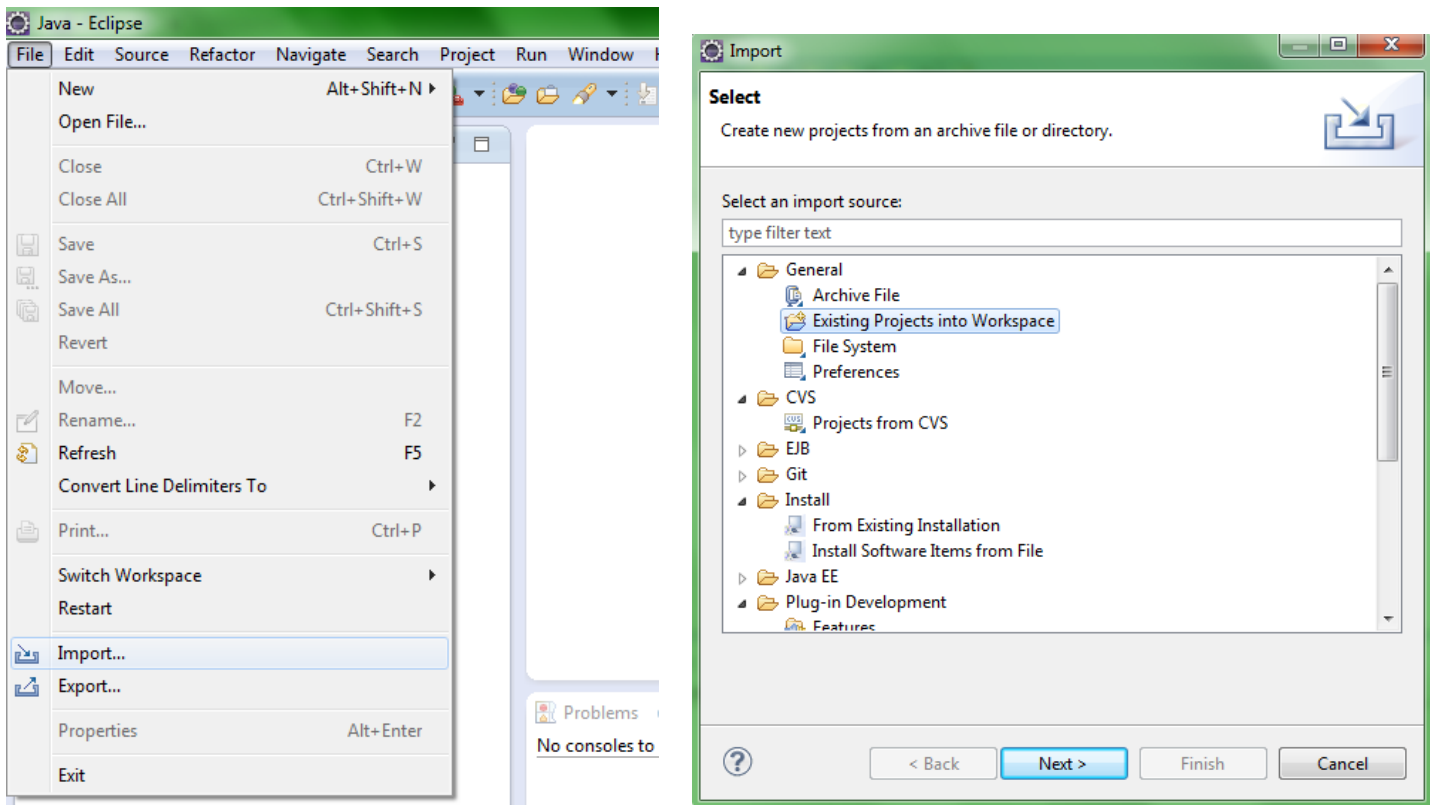 Java - Eclipse
File Edit Source Refactor Navigate Search Project Run Window
New Alt+Shift+N
Open File...
Close Ctrl+W
Close All Ctrl+Shift+W
Save Ctrl+S
Save As...
Save All Ctrl+Shift+S
Revert
Move...
Rename... F2
Refresh F5
Convert Line Delimiters To
Print... Ctrl+P
Switch Workspace
Restart
Import...
Export...
Properties Alt+Enter
Exit
Problems
No consoles to
Import
Select
Create new projects from an archive file or directory.
Select an import source:
type filter text
General
Archive File
Existing Projects into Workspace
File System
Preferences
CVS
Projects from CVS
EJB
Git
Install
From Existing Installation
Install Software Items from File
Java EE
Plug-in Development
Features
< Back Next > Finish Cancel